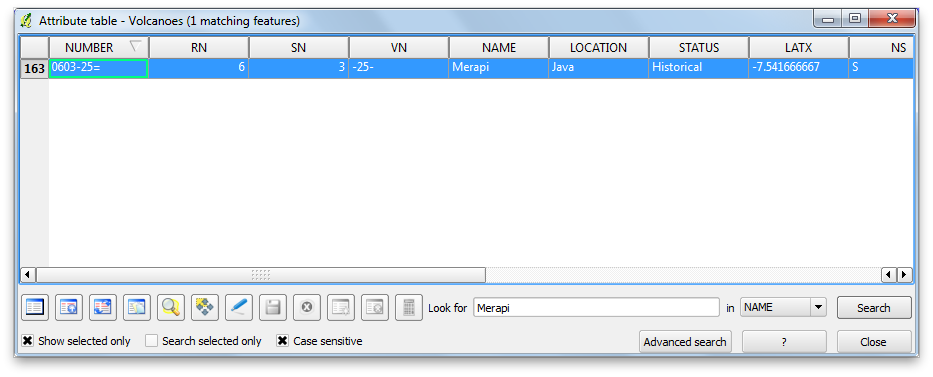 Attribute table - Volcanoes (1 matching features)
NUMBER RN SN VN NAME LOCATION STATUS LATX NS
163 0603-25= 6 3 -25- Merapi Java Historical -7.541666667 S
Look for Merapi in NAME Search
Show selected only Search selected only Case sensitive Advanced search ? Close